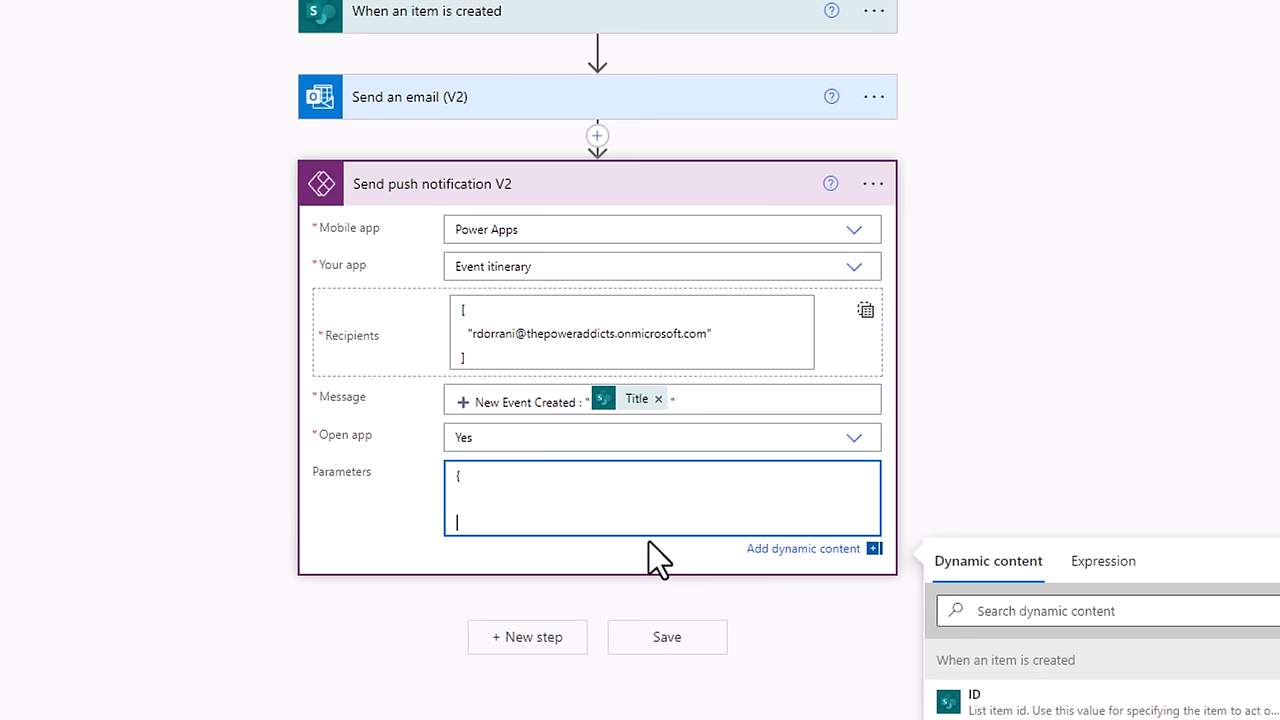 When an item is created
Send an email (V2)
Send push notification V2
* Mobile app
Power Apps
* Your app
Event itinerary
* Recipients
[
"rdorrani@thepoweraddicts.onmicrosoft.com"
]
* Message
+ New Event Created : " Title × "
* Open app
Yes
Parameters
{
Add dynamic content
Dynamic content
Expression
Search dynamic content
When an item is created
ID
List item id. Use this value for specifying the item to act o...
+ New step
Save